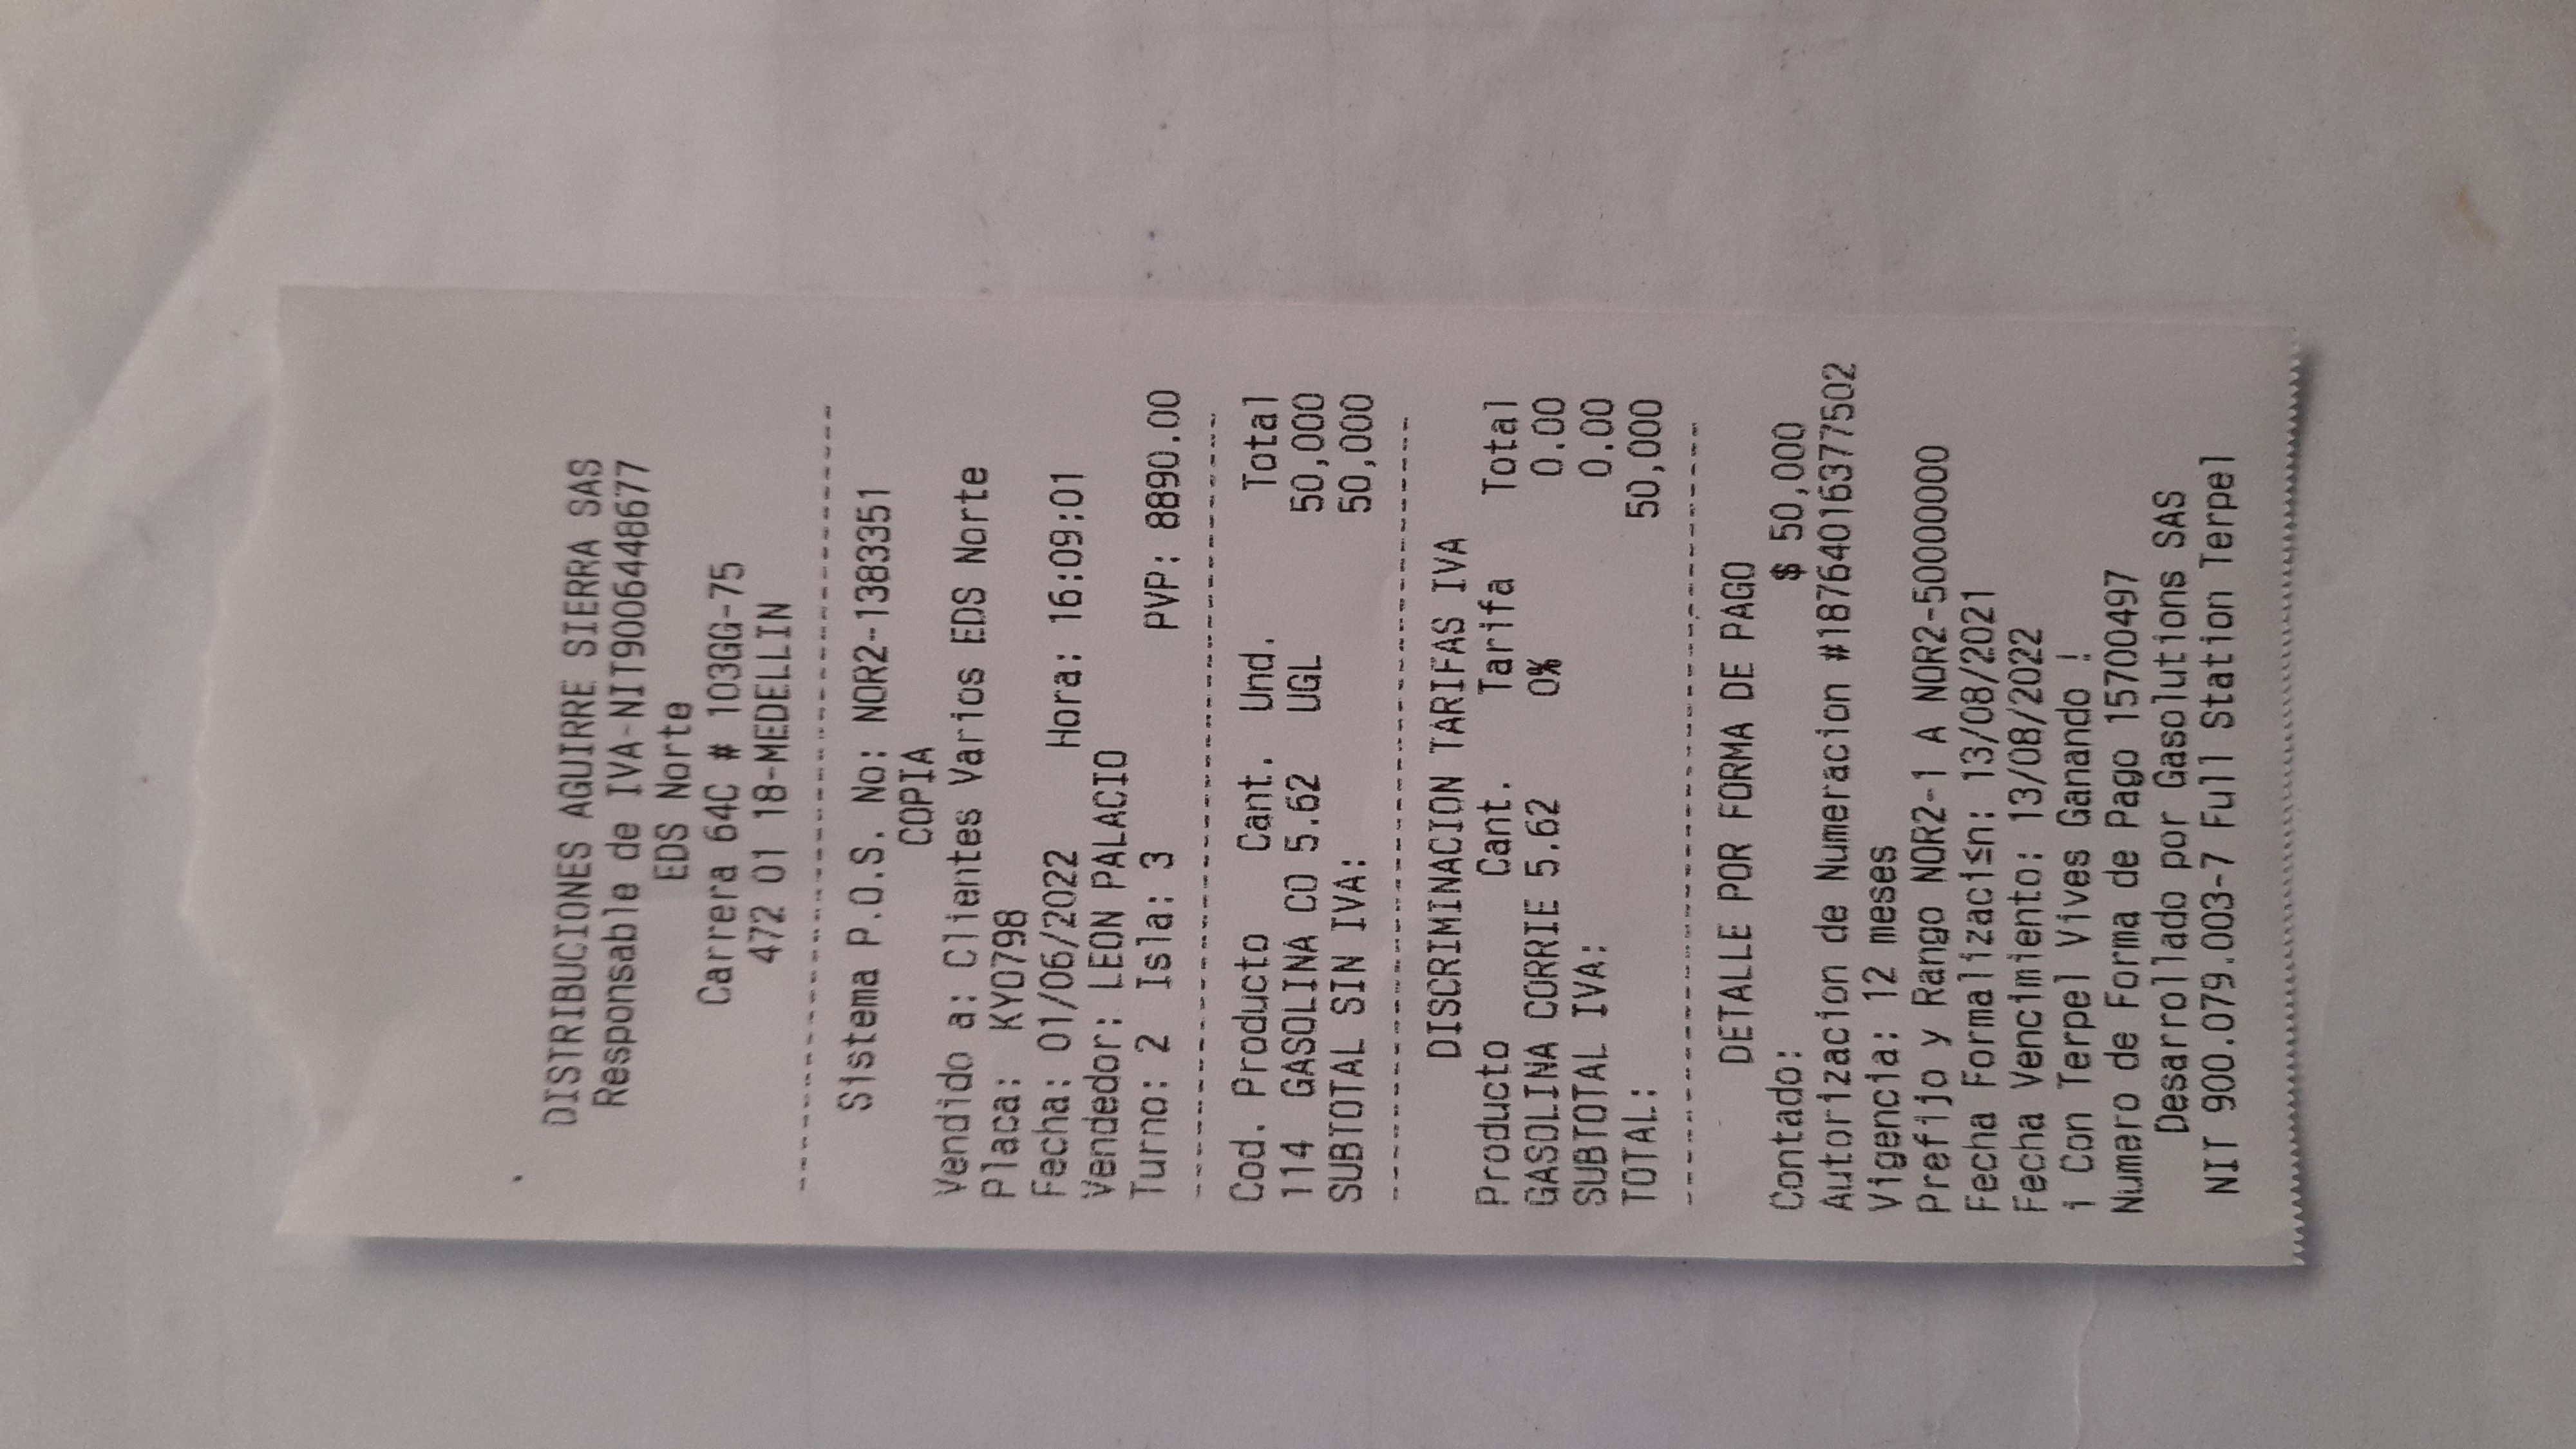 DISTRIBUCIONES AGUIRRE SIERRA SAS
Responsable de IVA-NIT9006448677
EDS Norte
Carrera 64C # 103GG-75
472 01 18-MEDELLIN
Sistema P.O.S. No: NOR2-1383351
COPIA
Vendido a: Clientes Varios EDS Norte
Placa: KYO798
Fecha: 01/06/2022 Hora: 16:09:01
Vendedor: LEON PALACIO
Turno: 2 Isla: 3 PVP: 8890.00
Cod. Producto Cant. Und. Total
114 GASOLINA CO 5.62 UGL 50,000
SUBTOTAL SIN IVA: 50,000
DISCRIMINACION TARIFAS IVA
Producto Cant. Tarifa Total
GASOLINA CORRIE 5.62 0% 0.00
SUBTOTAL IVA: 0.00
TOTAL: 50,000
DETALLE POR FORMA DE PAGO
Contado: $ 50,000
Autorizacion de Numeracion #18764016377502
Vigencia: 12 meses
Prefijo y Rango NOR2-1 A NOR2-50000000
Fecha Formalizaci≤n: 13/08/2021
Fecha Vencimiento: 13/08/2022
¡ Con Terpel Vives Ganando !
Numero de Forma de Pago 15700497
Desarrollado por Gasolutions SAS
NIT 900.079.003-7 Full Station Terpel